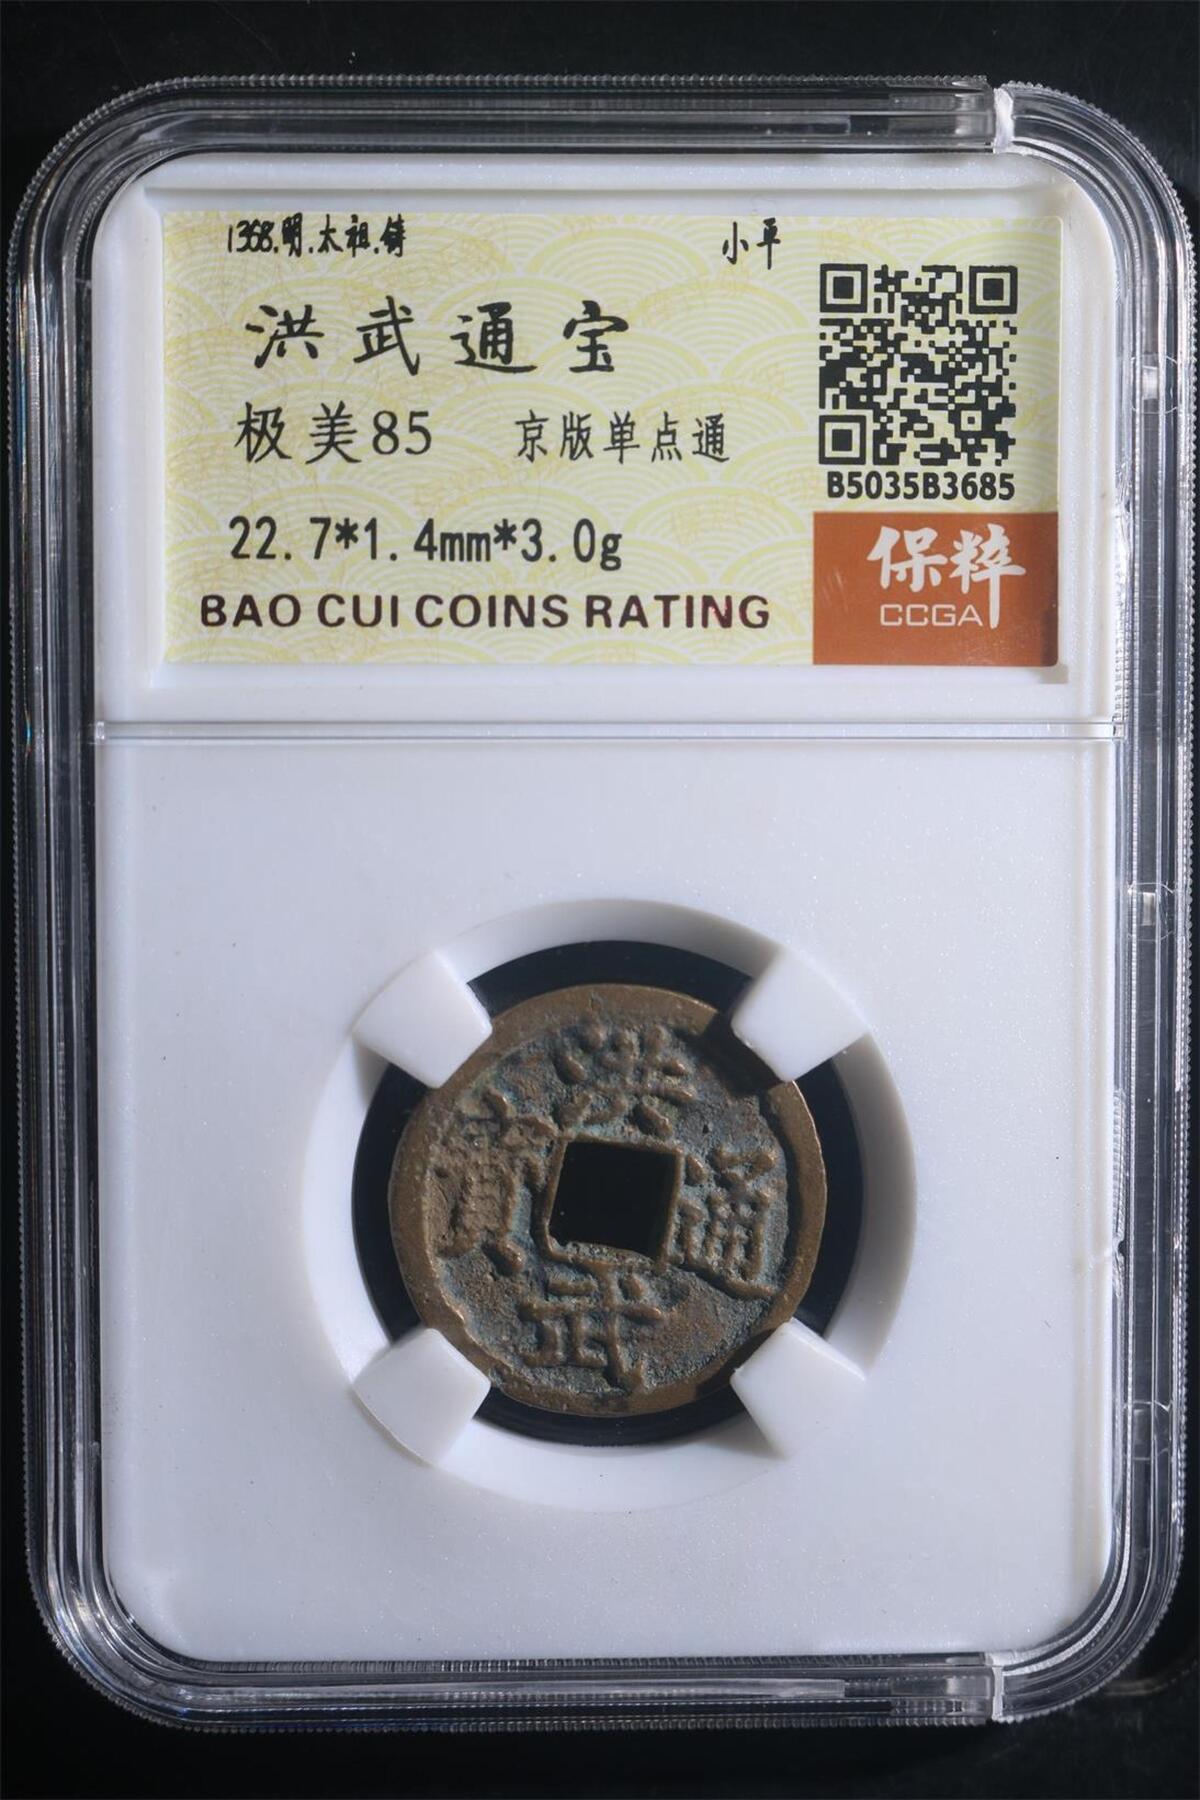 1368.明.太祖.铸
小平
洪武通宝
极美85 京版单点通
B5035B3685
22.7*1.4mm*3.0g
BAO CUI COINS RATING
保粹
CCGA
洪武通寶